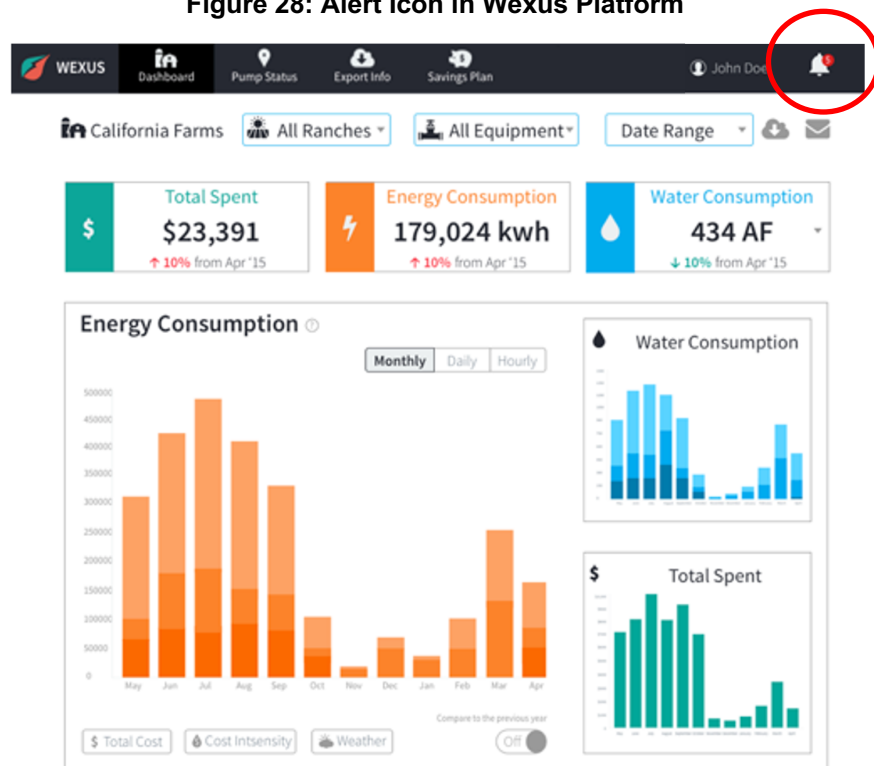 Figure 28: Alert Icon in Wexus Platform
WEXUS
Dashboard
Pump Status
Export Info
Savings Plan
John Doe
5
California Farms
All Ranches
All Equipment
Date Range
Total Spent
$23,391
↑ 10% from Apr '15
Energy Consumption
179,024 kwh
↑ 10% from Apr '15
Water Consumption
434 AF
↓ 10% from Apr '15
Energy Consumption
Monthly Daily Hourly
500000
450000
400000
350000
300000
250000
200000
150000
100000
50000
0
May Jun Jul Aug Sep Oct Nov Dec Jan Feb Mar Apr
Compare to the previous year
$ Total Cost
Cost Intsensity
Weather
Off
Water Consumption
$ Total Spent